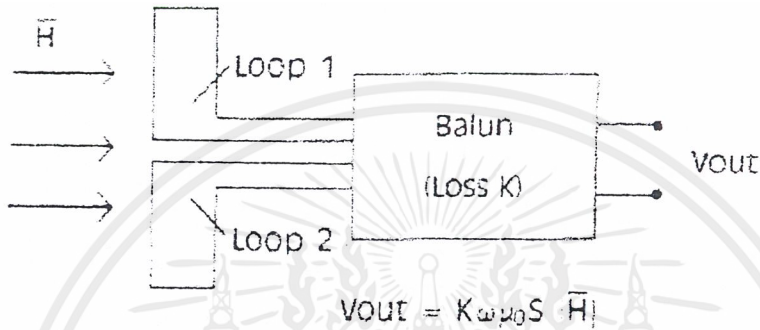 H̅
Loop 1
Balun
(Loss K)
Vout
Loop 2
Vout = Kωμ₀S H̅|